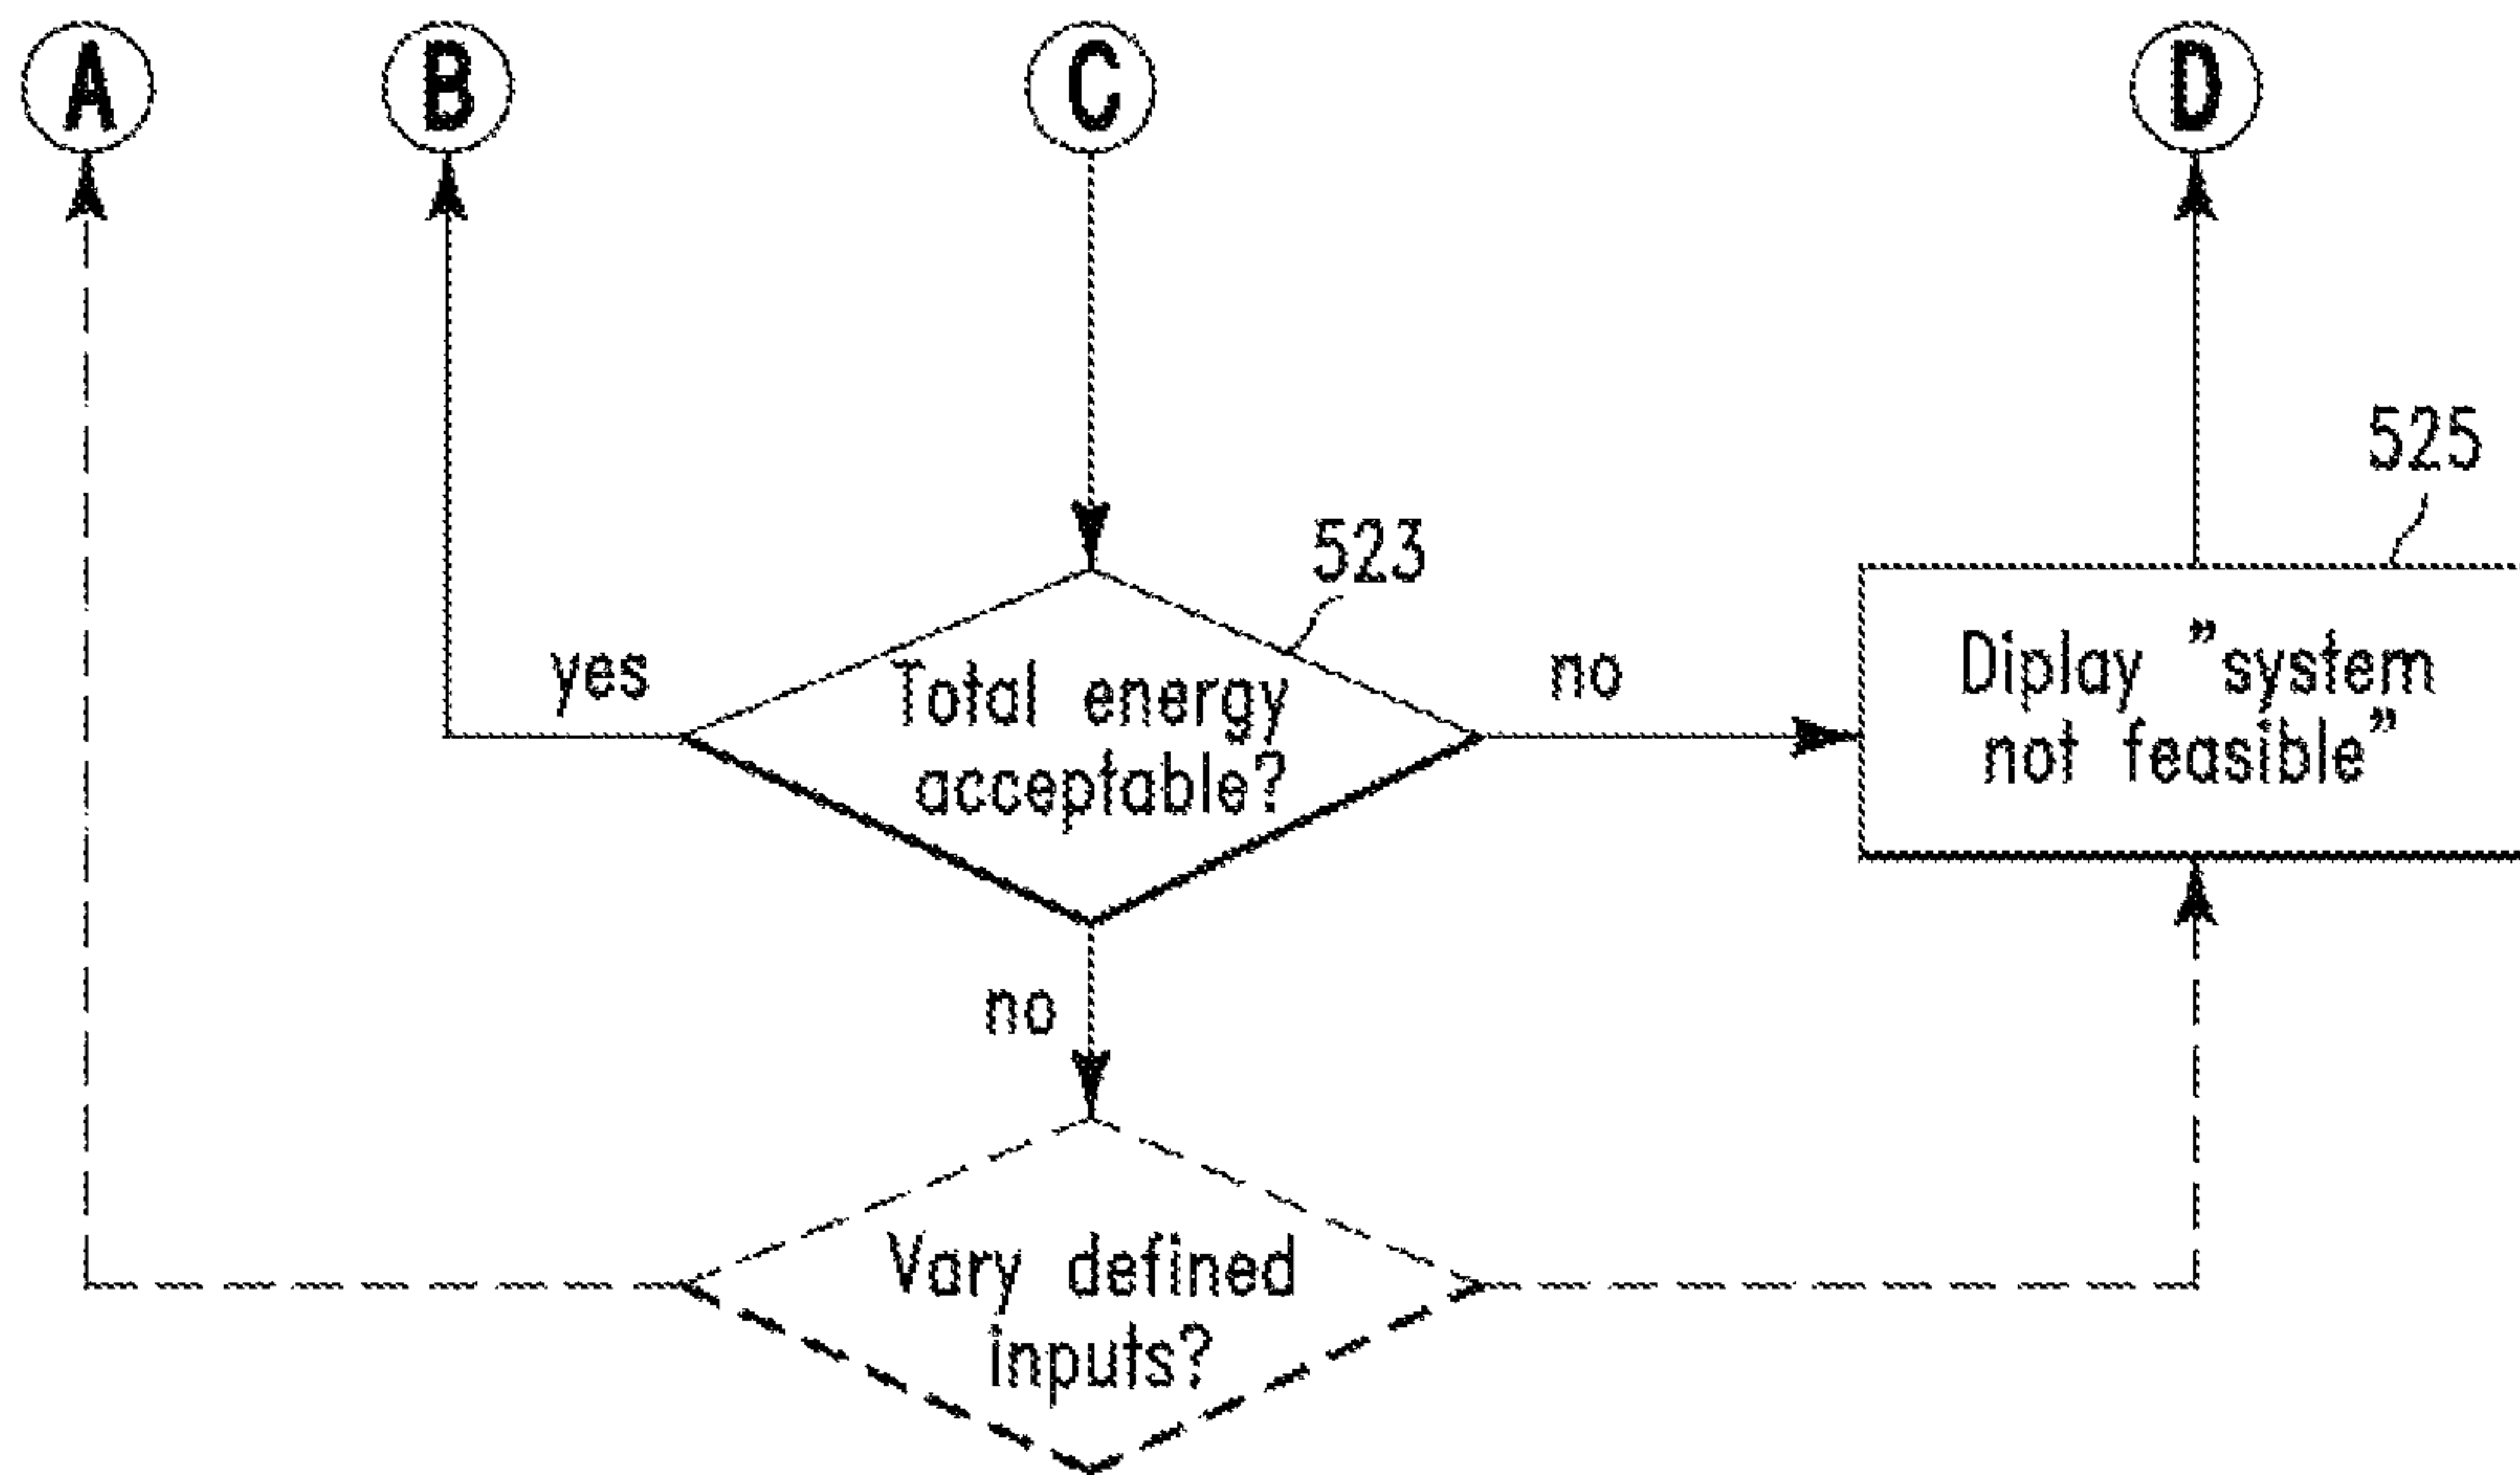 A
B
C
D
525
523
yes
Total energy
acceptable?
no
Diplay ”system
not feasible”
no
Vary defined
inputs?